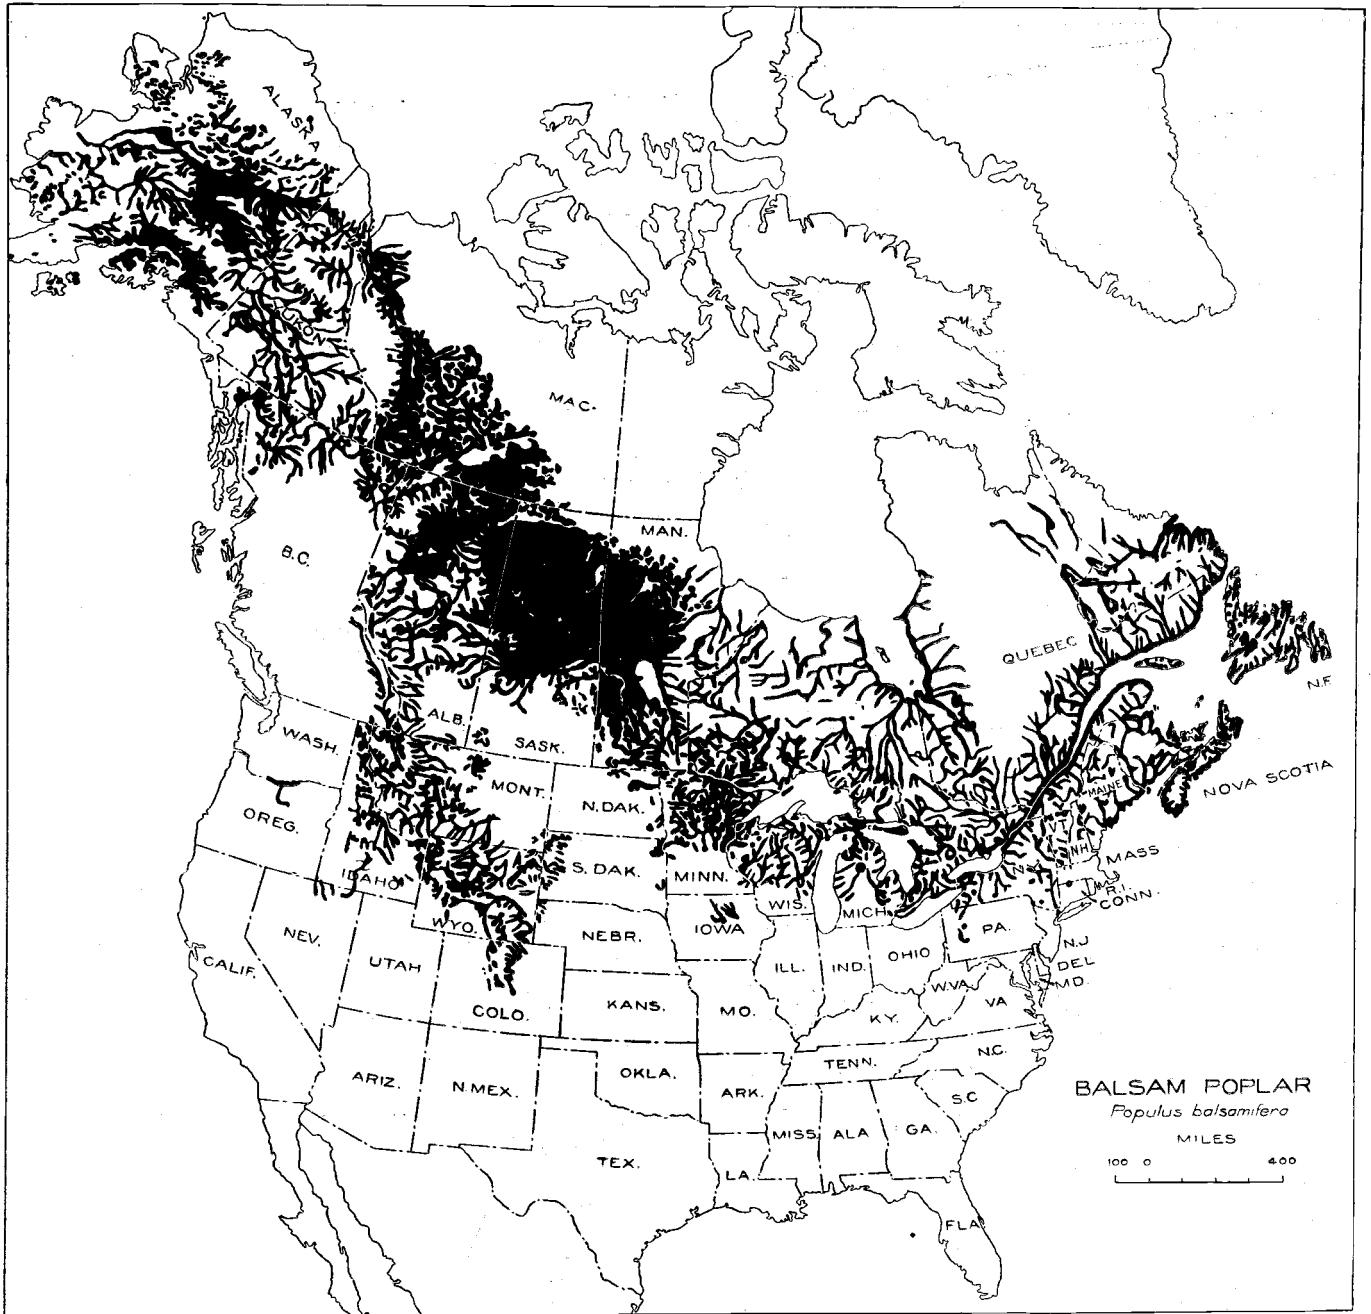 ALASKA
YUKON
MAC.
MAN.
B.C.
QUEBEC
N.F.
ALB.
SASK.
WASH.
MONT.
N.DAK.
NOVA SCOTIA
MAINE
OREG.
IDAHO
S. DAK.
MINN.
WIS.
MICH.
N.H.
MASS
R.I.
CONN.
WYO.
IOWA
NEBR.
PA.
N.J
DEL
MD.
NEV.
CALIF.
UTAH
ILL.
IND.
OHIO
W.VA.
VA
COLO.
KANS.
MO.
KY.
ARIZ.
N.MEX.
OKLA.
TENN.
N.C.
ARK.
S.C
MISS.
ALA
GA.
TEX.
LA.
FLA
BALSAM POPLAR
Populus balsamifera
MILES
100 0 400